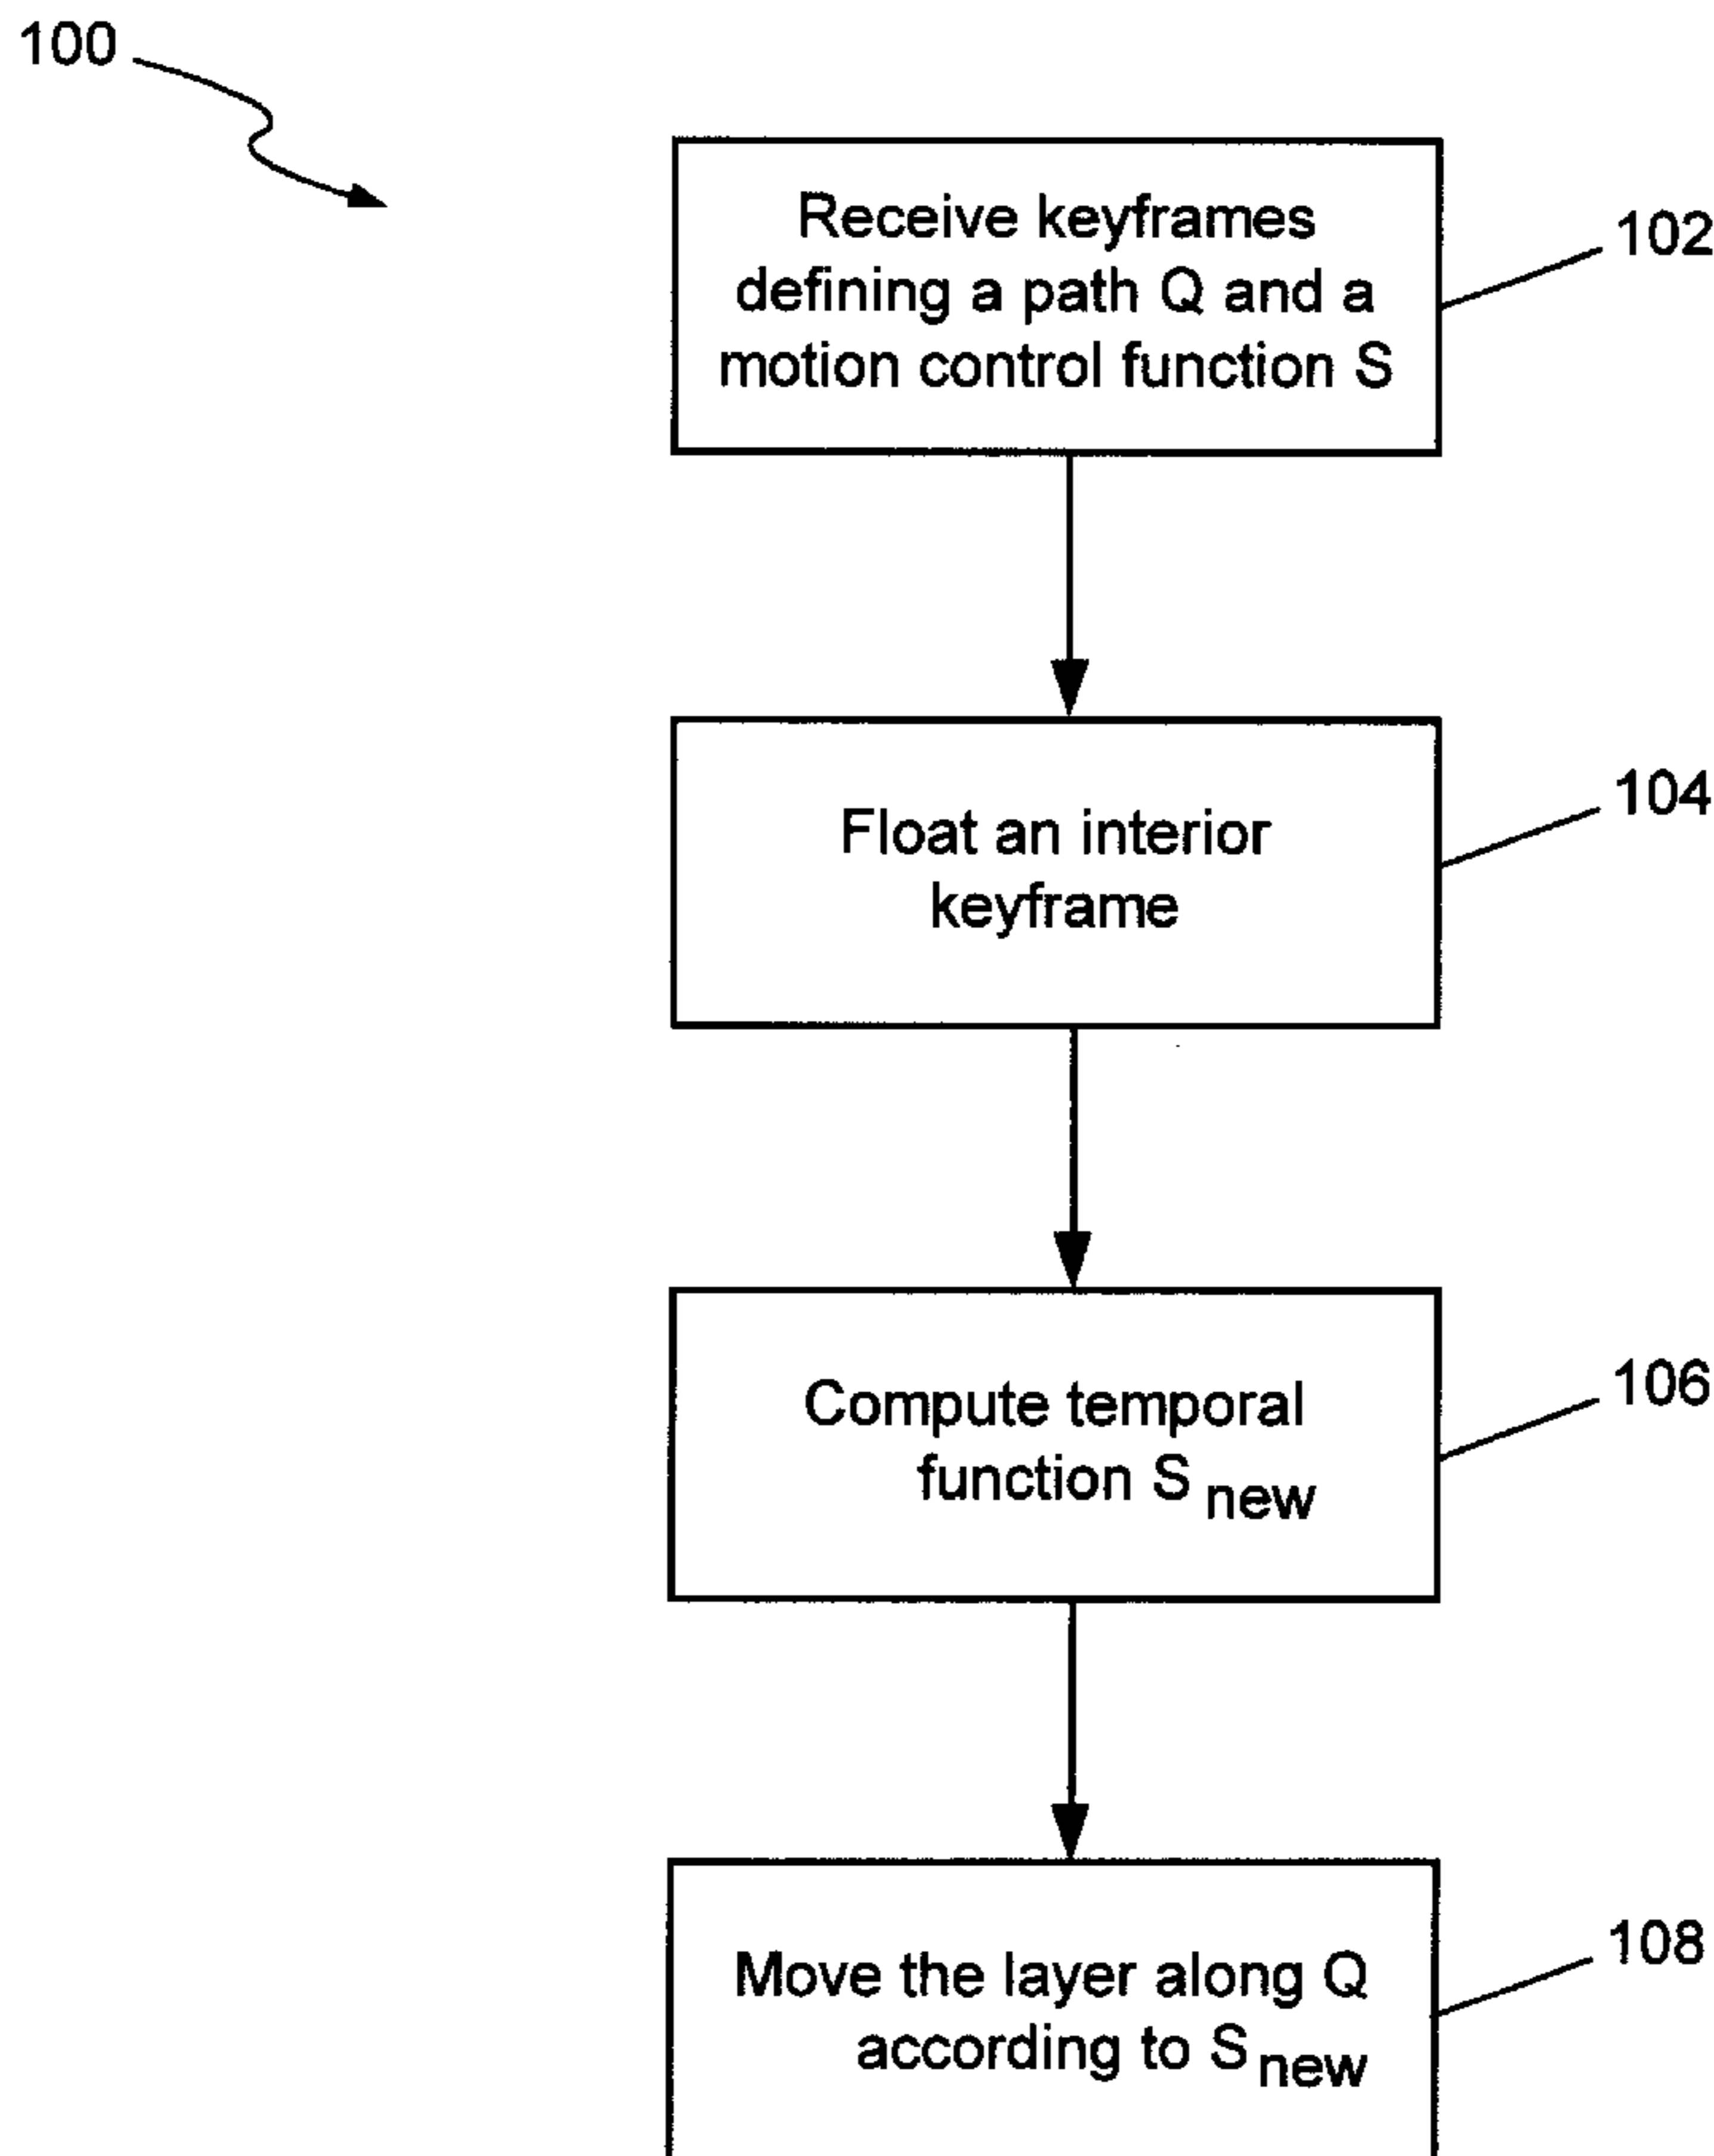 100
Receive keyframes
defining a path Q and a
motion control function S
102
Float an interior
keyframe
104
Compute temporal
function S new
106
Move the layer along Q
according to S new
108